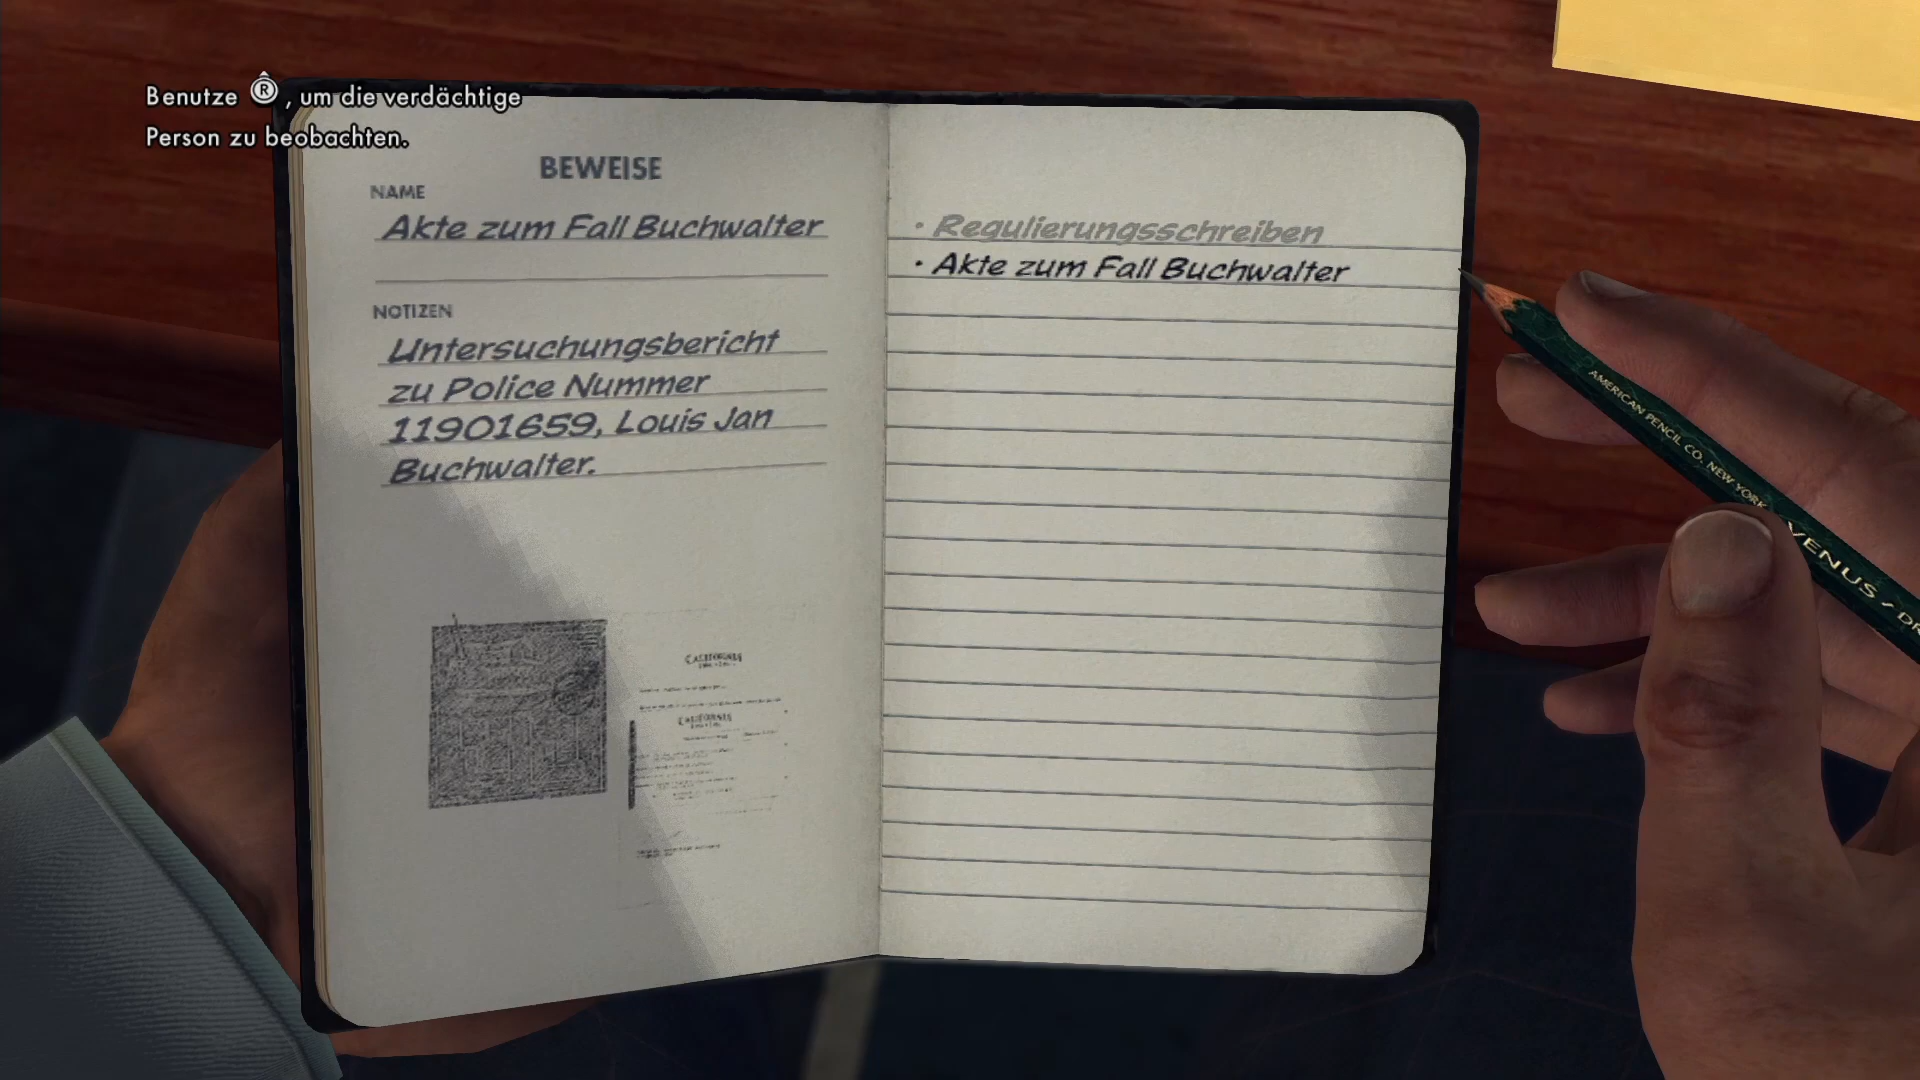 Benutze R, um die verdächtige
Person zu beobachten.
BEWEISE
NAME
Akte zum Fall Buchwalter
NOTIZEN
Untersuchungsbericht
zu Police Nummer
11901659, Louis Jan
Buchwalter.
CALIFORNIA
CALIFORNIA
• Regulierungsschreiben
• Akte zum Fall Buchwalter
AMERICAN PENCIL CO. NEW YORK
VENUS / DR